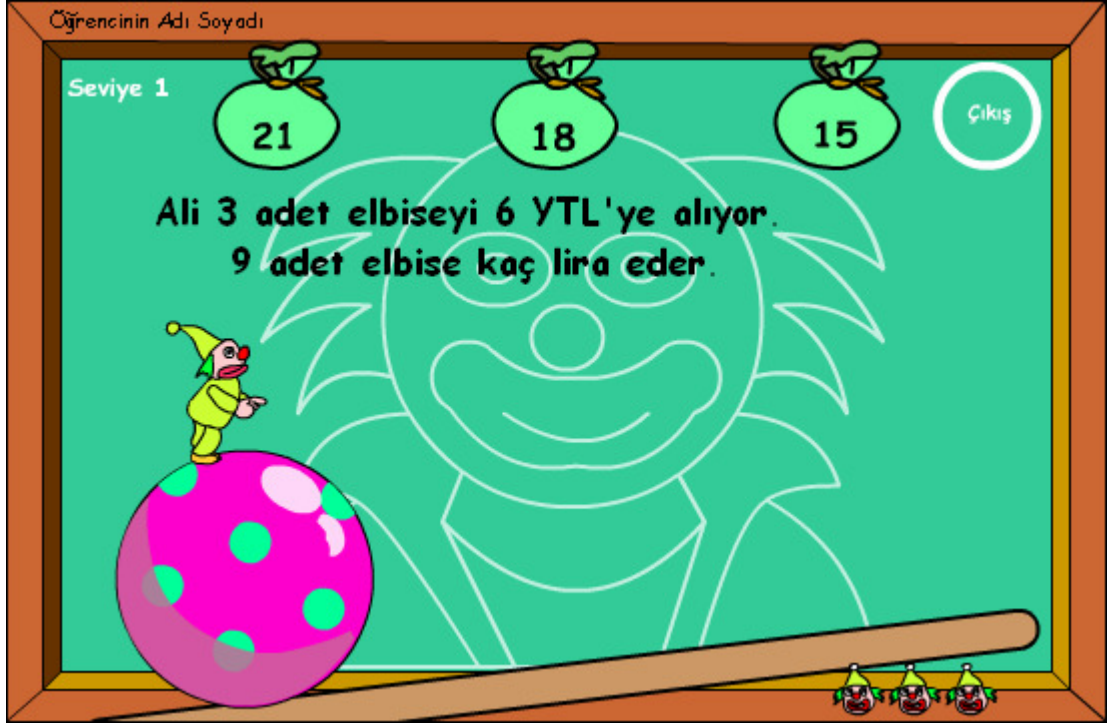 Öğrencinin Adı Soyadı
Seviye 1
21
18
15
Çıkış
Ali 3 adet elbiseyi 6 YTL'ye alıyor.
9 adet elbise kaç lira eder.